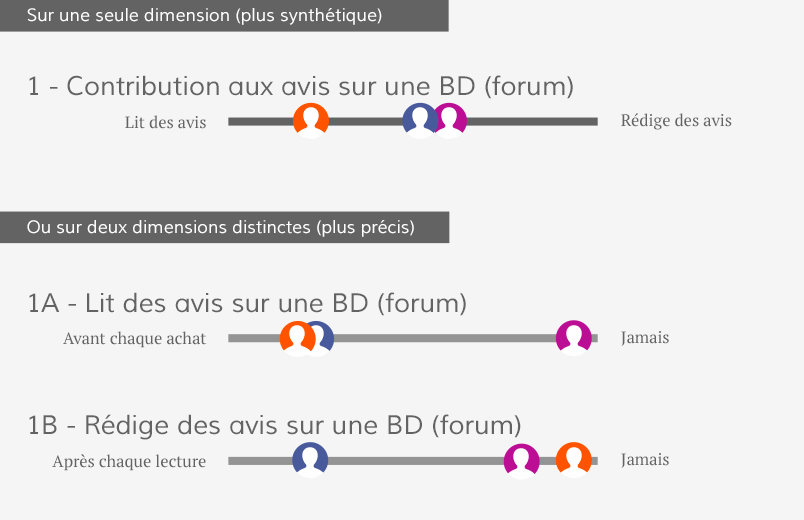 Sur une seule dimension (plus synthétique)
1 - Contribution aux avis sur une BD (forum)
Lit des avis
Rédige des avis
Ou sur deux dimensions distinctes (plus précis)
1A - Lit des avis sur une BD (forum)
Avant chaque achat
Jamais
1B - Rédige des avis sur une BD (forum)
Après chaque lecture
Jamais